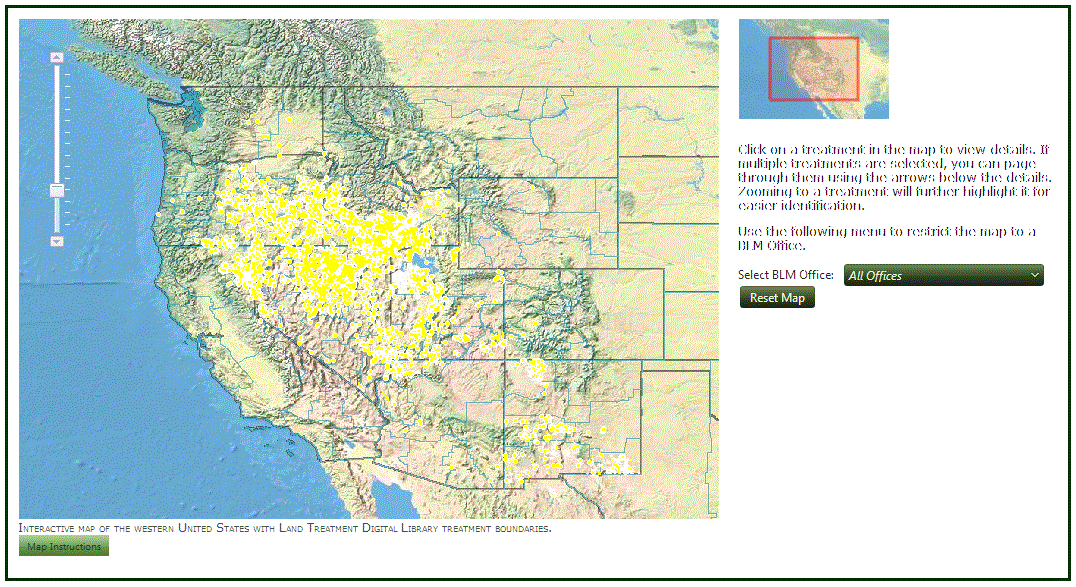 Click on a treatment in the map to view details. If
multiple treatments are selected, you can page
through them using the arrows below the details.
Zooming to a treatment will further highlight it for
easier identification.
Use the following menu to restrict the map to a
BLM Office.
Select BLM Office: All Offices
Reset Map
Interactive map of the western United States with Land Treatment Digital Library treatment boundaries.
Map Instructions